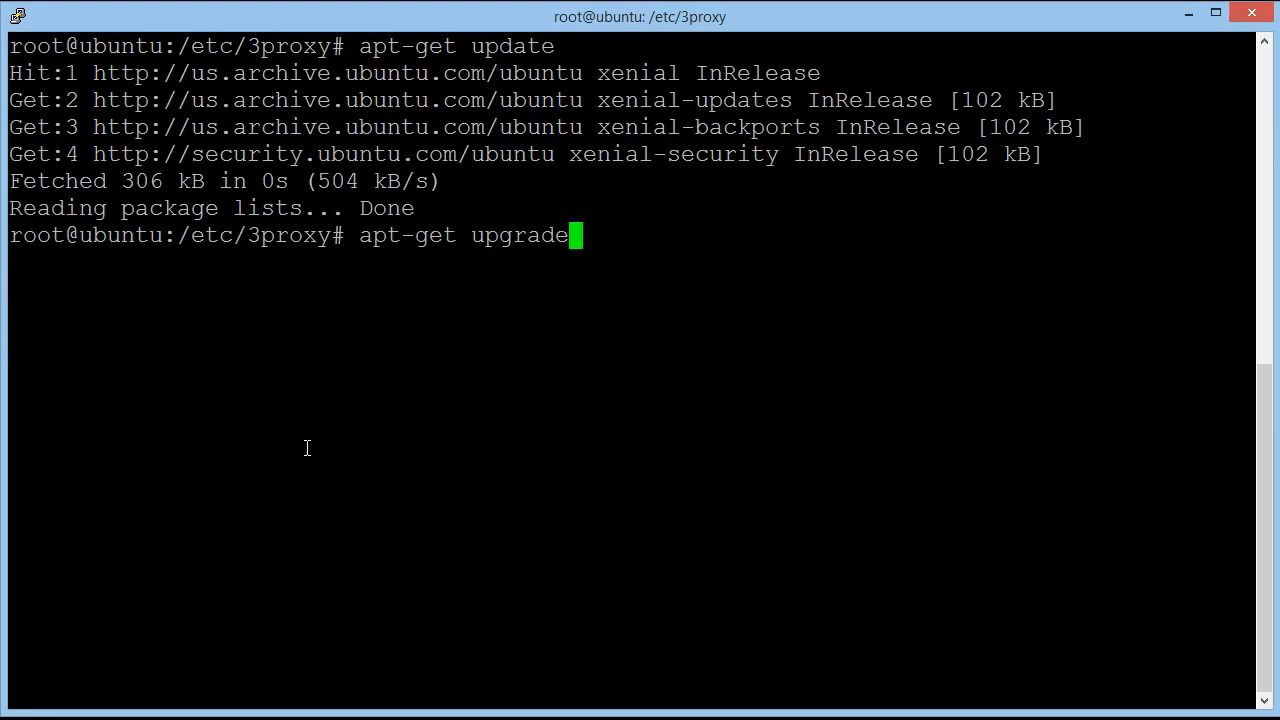 root@ubuntu: /etc/3proxy
root@ubuntu:/etc/3proxy# apt-get update
Hit:1 http://us.archive.ubuntu.com/ubuntu xenial InRelease
Get:2 http://us.archive.ubuntu.com/ubuntu xenial-updates InRelease [102 kB]
Get:3 http://us.archive.ubuntu.com/ubuntu xenial-backports InRelease [102 kB]
Get:4 http://security.ubuntu.com/ubuntu xenial-security InRelease [102 kB]
Fetched 306 kB in 0s (504 kB/s)
Reading package lists... Done
root@ubuntu:/etc/3proxy# apt-get upgrade